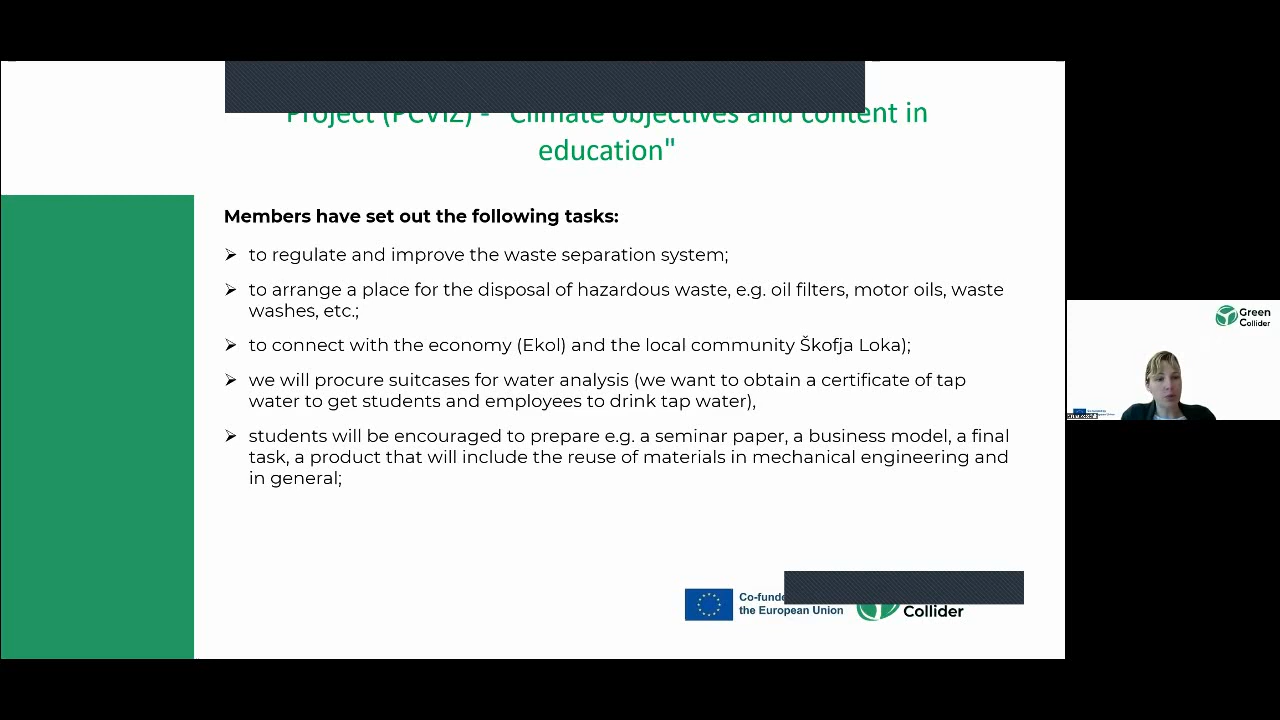 Project (PCVIZ) - "Climate objectives and content in
education"
Members have set out the following tasks:
➢ to regulate and improve the waste separation system;
➢ to arrange a place for the disposal of hazardous waste, e.g. oil filters, motor oils, waste
washes, etc.;
➢ to connect with the economy (Ekol) and the local community Škofja Loka);
➢ we will procure suitcases for water analysis (we want to obtain a certificate of tap
water to get students and employees to drink tap water),
➢ students will be encouraged to prepare e.g. a seminar paper, a business model, a final
task, a product that will include the reuse of materials in mechanical engineering and
in general;
the European Union
Collider
Green
Collider